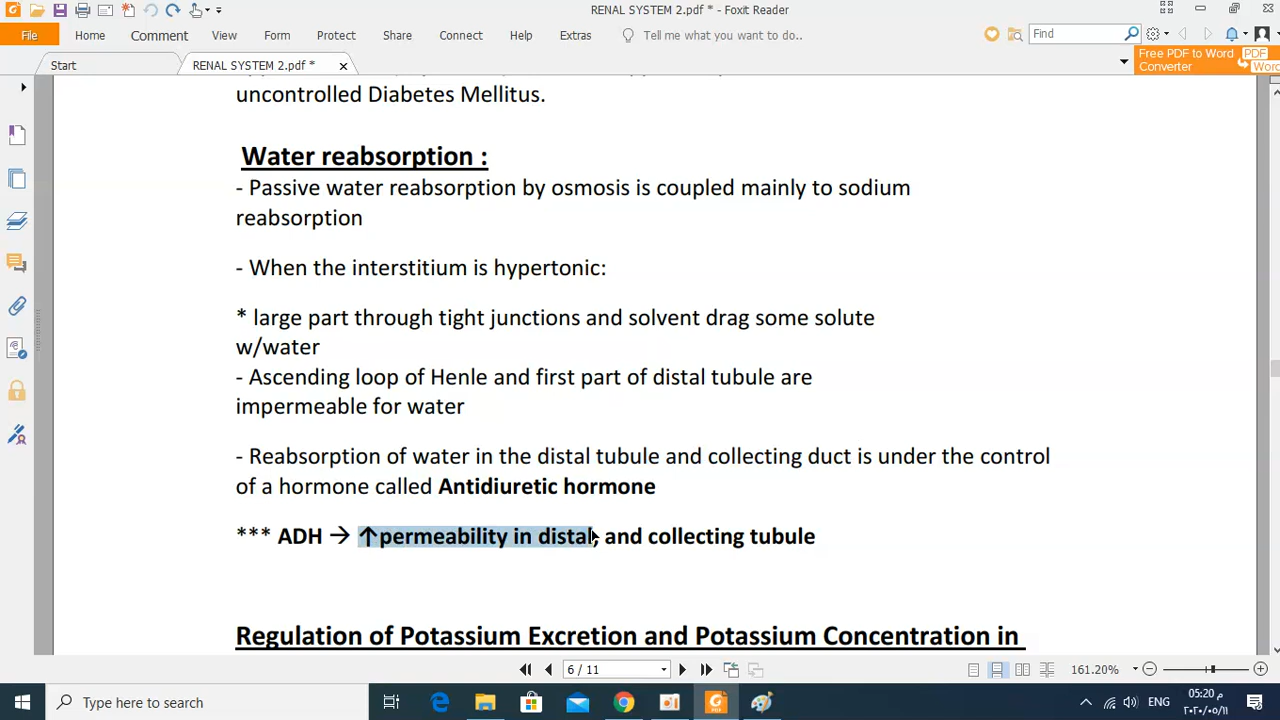 RENAL SYSTEM 2.pdf * - Foxit Reader
File Home Comment View Form Protect Share Connect Help Extras Tell me what you want to do.. Find
Start RENAL SYSTEM 2.pdf * Free PDF to Word Converter PDF Word
uncontrolled Diabetes Mellitus.
Water reabsorption :
- Passive water reabsorption by osmosis is coupled mainly to sodium
reabsorption
- When the interstitium is hypertonic:
* large part through tight junctions and solvent drag some solute
w/water
- Ascending loop of Henle and first part of distal tubule are
impermeable for water
- Reabsorption of water in the distal tubule and collecting duct is under the control
of a hormone called Antidiuretic hormone
*** ADH → ↑permeability in distal, and collecting tubule
Regulation of Potassium Excretion and Potassium Concentration in
6 / 11 161.20%
Type here to search ENG 05:20 م
٢٠٢٠/٠٥/١١